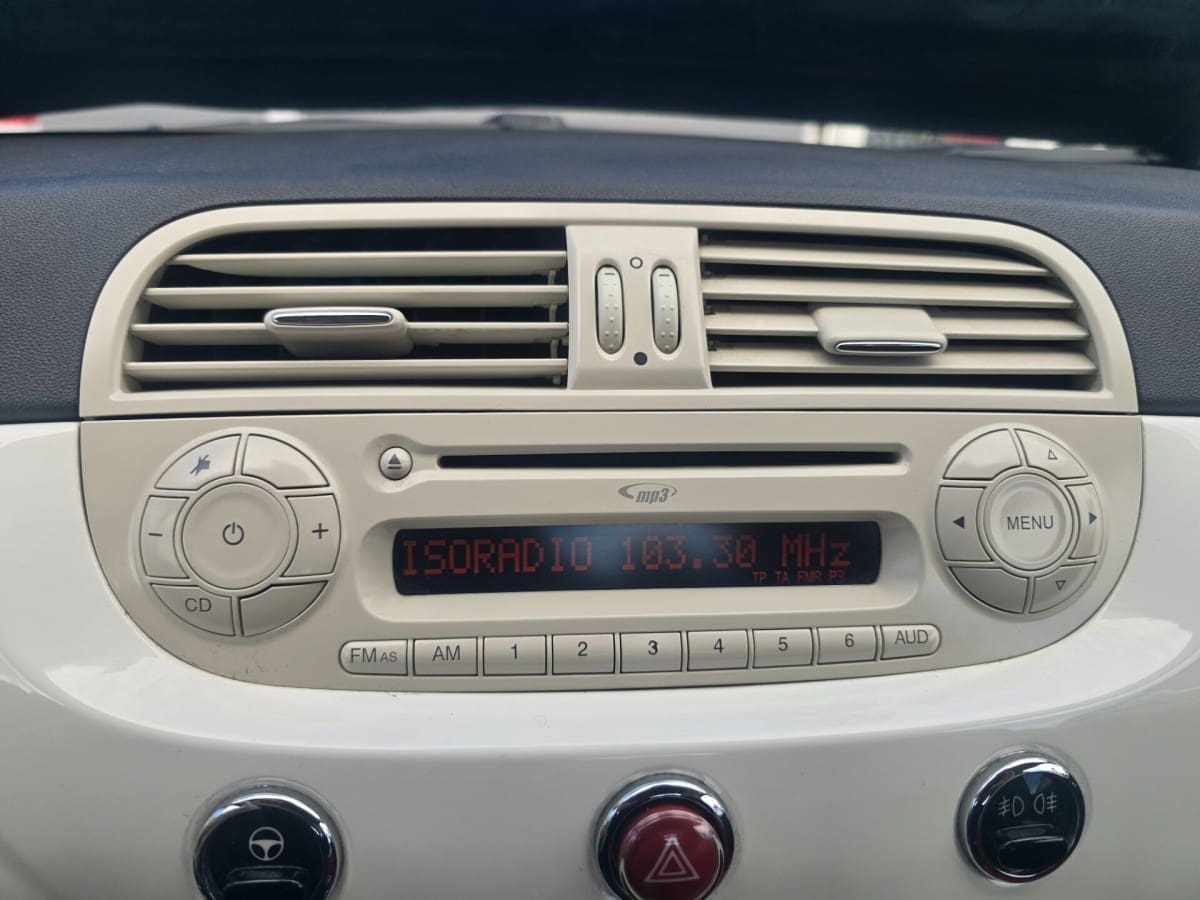 mp3
ISORADIO 103.30 MHz
TP TA FMB P3
CD
MENU
FM AS AM 1 2 3 4 5 6 AUD